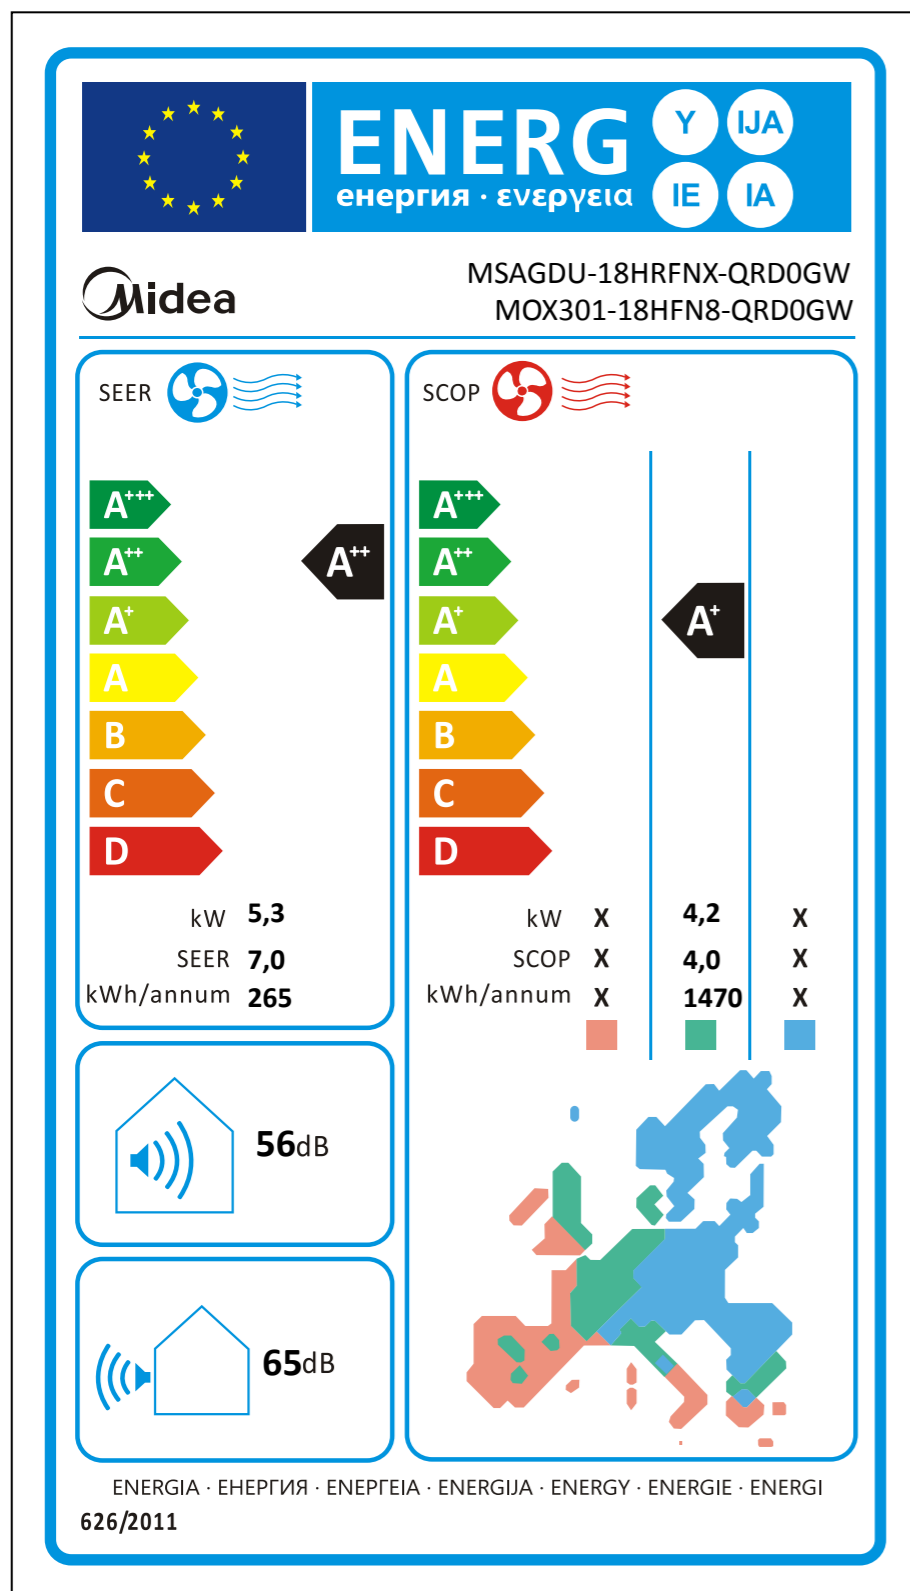 ENERG
енергия · ενεργεια
Y IJA
IE IA
Midea
MSAGDU-18HRFNX-QRD0GW
MOX301-18HFN8-QRD0GW
SEER
A+++
A++
A+
A
B
C
D
A++
kW 5,3
SEER 7,0
kWh/annum 265
SCOP
A+++
A++
A+
A
B
C
D
A+
kW X 4,2 X
SCOP X 4,0 X
kWh/annum X 1470 X
56dB
65dB
ENERGIA · ЕНЕРГИЯ · ΕΝΕΡΓΕΙΑ · ENERGIJA · ENERGY · ENERGIE · ENERGI
626/2011